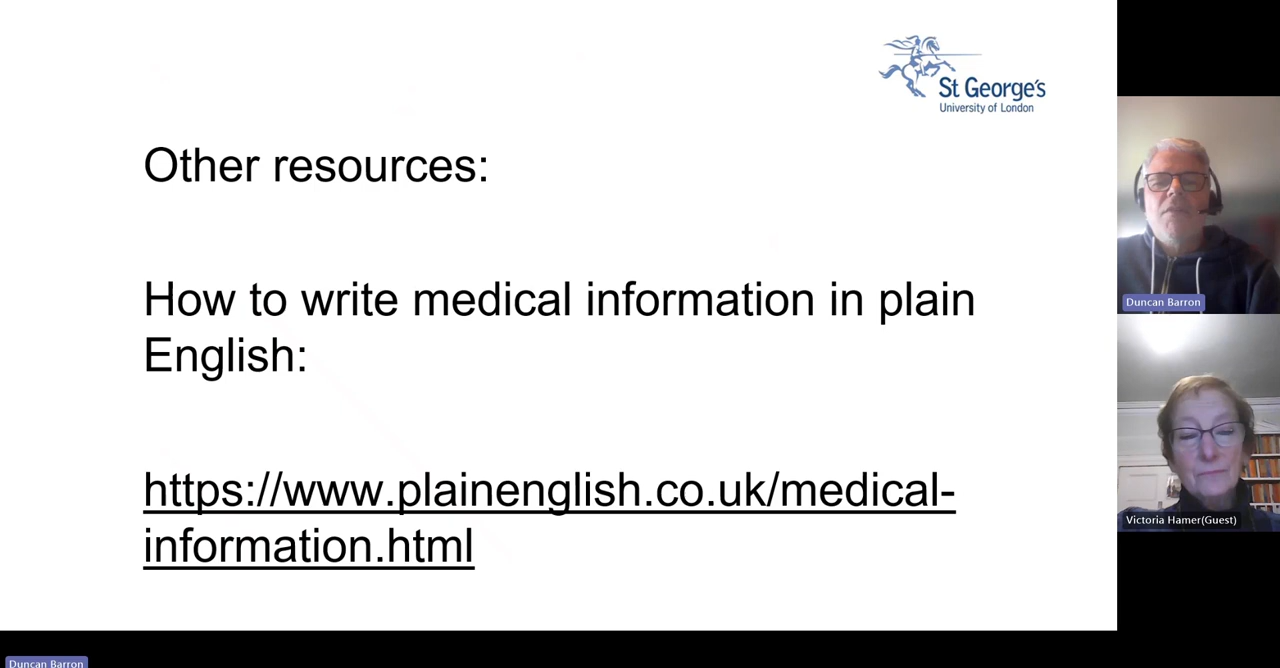 St George's
University of London
Other resources:
How to write medical information in plain
English:
https://www.plainenglish.co.uk/medical-
information.html
Duncan Barron
Victoria Hamer(Guest)
Duncan Barron